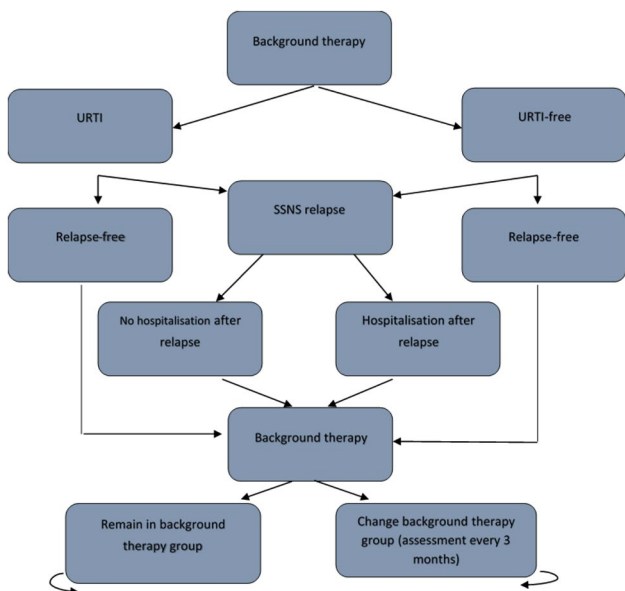 Background therapy
URTI
URTI-free
SSNS relapse
Relapse-free
Relapse-free
No hospitalisation after
relapse
Hospitalisation after
relapse
Background therapy
Remain in background
therapy group
Change background therapy
group (assessment every 3
months)